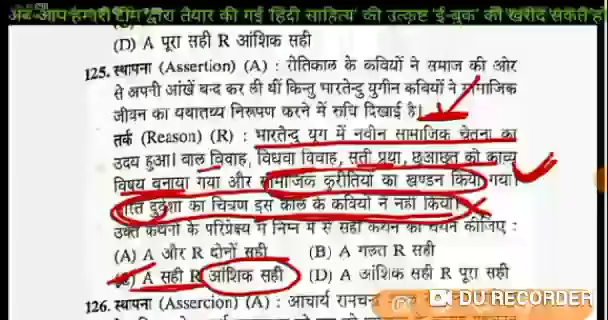 अब आप हमारी टीम द्वारा तैयार की गई हिंदी साहित्य की उत्कृष्ट ई-बुक को खरीद सकते हैं
(D) A पूरा सही R आंशिक सही
125. स्थापना (Assertion) (A) : रीतिकाल के कवियों ने समाज की ओर
से अपनी आंखें बन्द कर ली थीं किन्तु भारतेन्दु युगीन कवियों ने सामाजिक
जीवन का यथातथ्य निरूपण करने में रुचि दिखाई है।
तर्क (Reason) (R) : भारतेन्दु युग में नवीन सामाजिक चेतना का
उदय हुआ। बाल विवाह, विधवा विवाह, सती प्रथा, छुआछूत को काव्य
विषय बनाया गया और सामाजिक कुरीतियों का खण्डन किया गया।
दुर्दशा का चित्रण इस काल के कवियों ने नहीं किया।
उक्त कथनों के परिप्रेक्ष्य में निम्न में से सही कथन का चयन कीजिए :
(A) A और R दोनों सही (B) A गलत R सही
(C) A सही R आंशिक सही (D) A आंशिक सही R पूरा सही
126. स्थापना (Assercion) (A) : आचार्य रामचन्द्र
DU RECORDER